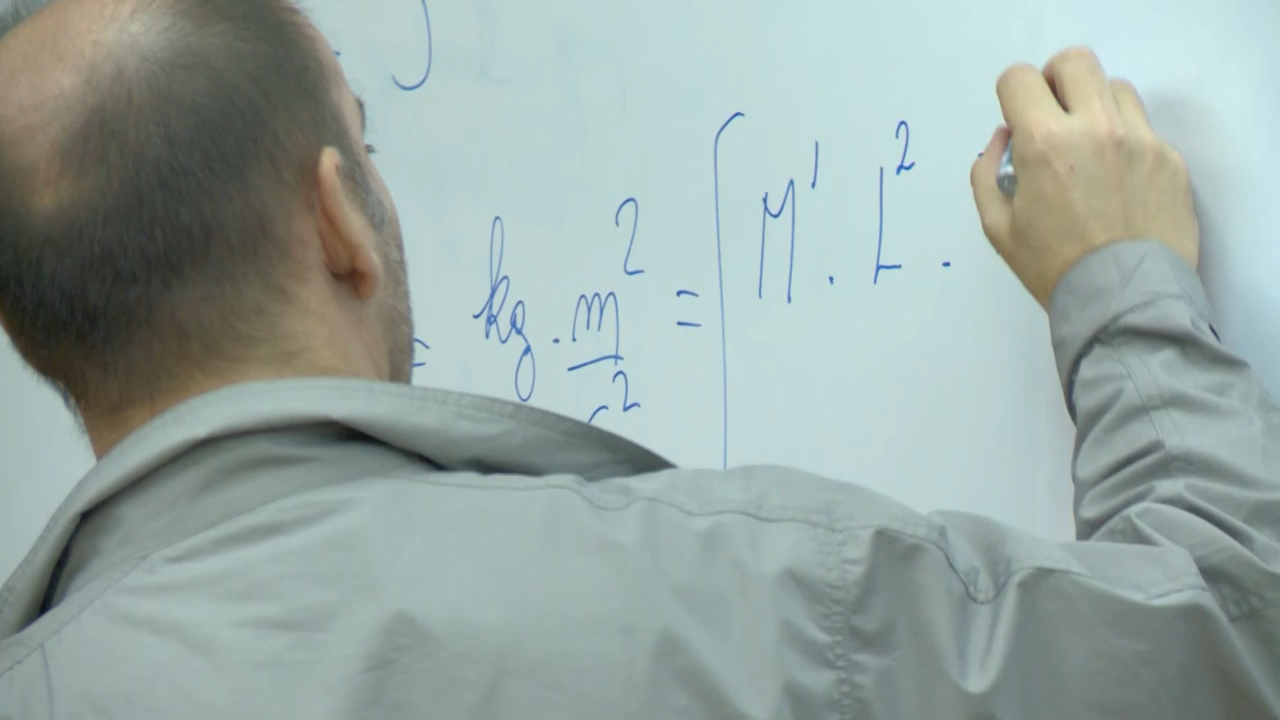 J
= kg . m² = [ M¹ . L² .
s²